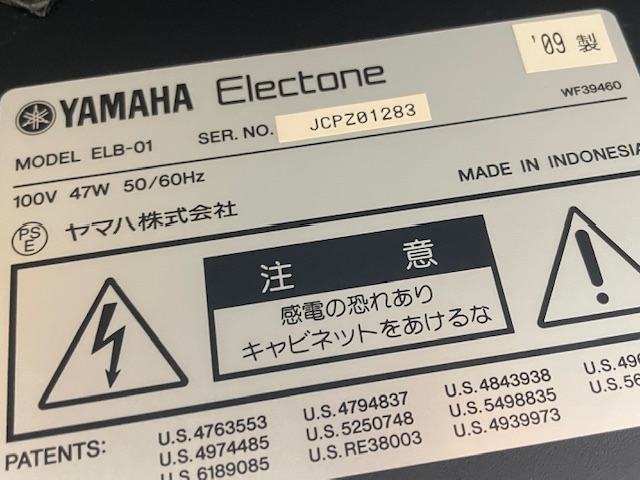 YAMAHA Electone
'09 製
MODEL ELB-01 SER. NO. JCPZ01283 WF39460
100V 47W 50/60Hz MADE IN INDONESIA
PSE ヤマハ株式会社
注意
感電の恐れあり
キャビネットをあけるな
PATENTS:
U.S.4763553 U.S.4794837 U.S.4843938
U.S.4974485 U.S.5250748 U.S.5498835
U.S.6189085 U.S.RE38003 U.S.4939973